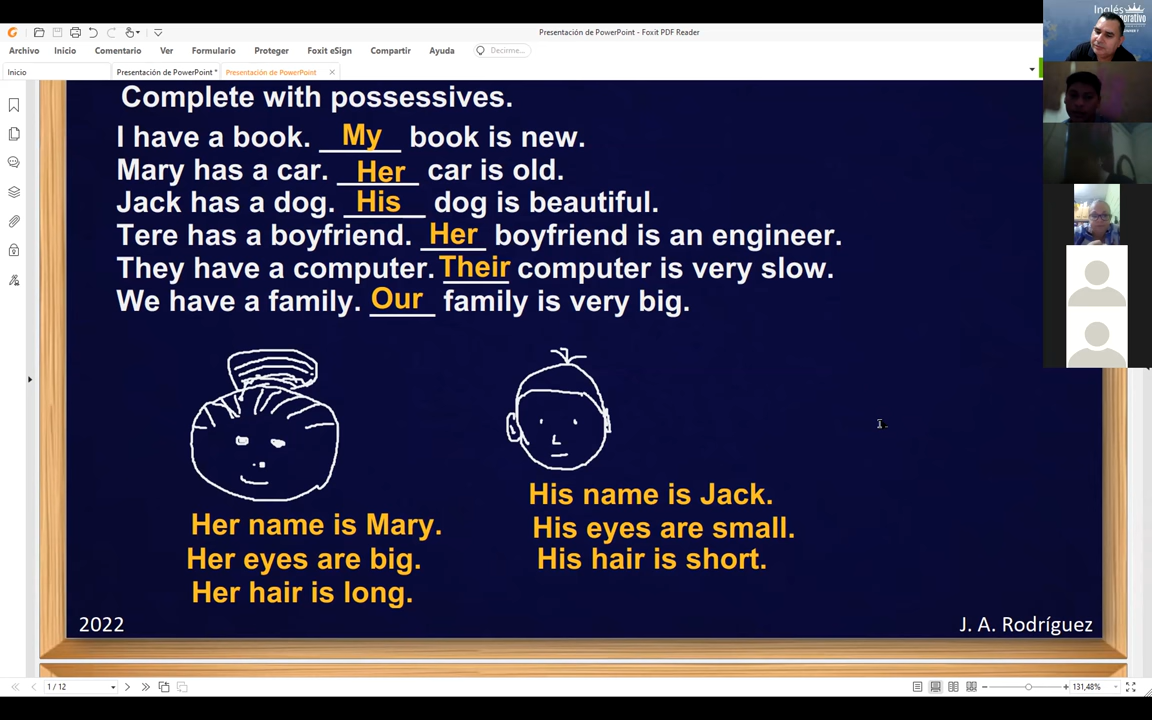 Presentación de PowerPoint - Foxit PDF Reader
Archivo Inicio Comentario Ver Formulario Proteger Foxit eSign Compartir Ayuda Decirme...
Inicio Presentación de PowerPoint * Presentación de PowerPoint
Inglés
Complete with possessives.
I have a book. My book is new.
Mary has a car. Her car is old.
Jack has a dog. His dog is beautiful.
Tere has a boyfriend. Her boyfriend is an engineer.
They have a computer. Their computer is very slow.
We have a family. Our family is very big.
Her name is Mary.
Her eyes are big.
Her hair is long.
His name is Jack.
His eyes are small.
His hair is short.
2022
J. A. Rodríguez
1 / 12
131,48%